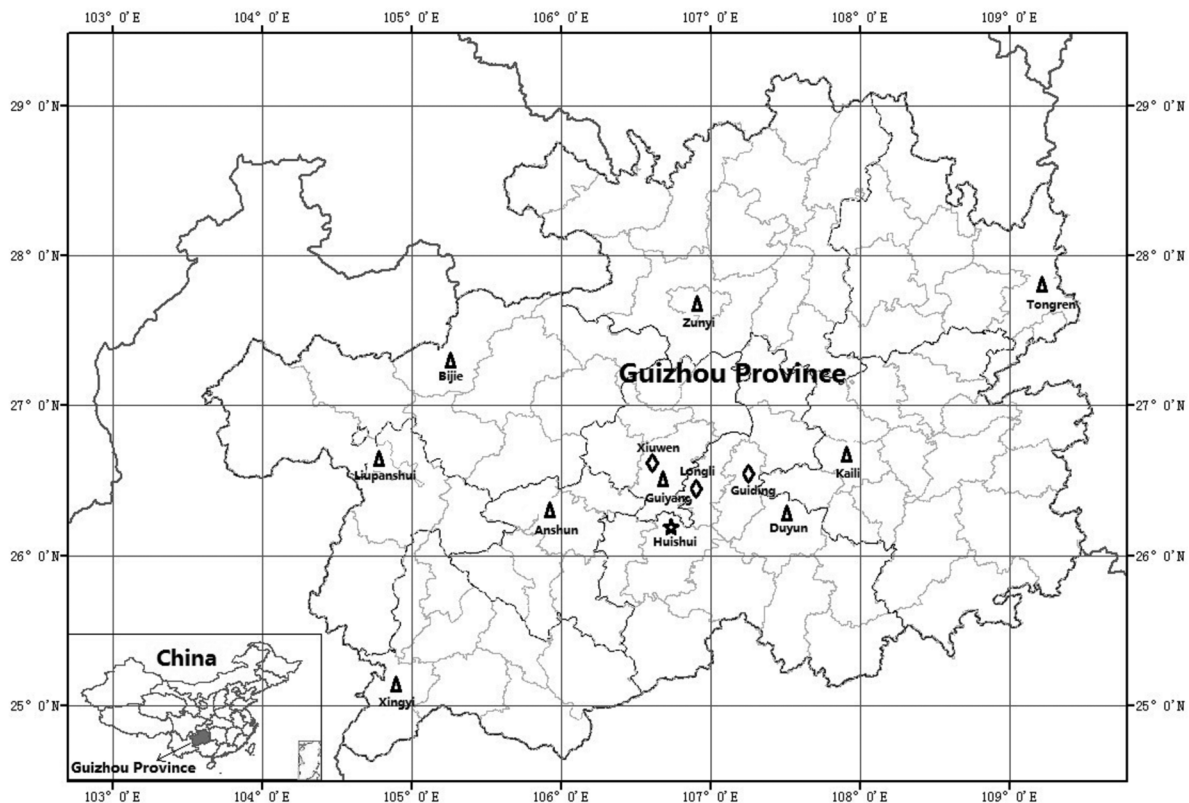 103° 0'E 104° 0'E 105° 0'E 106° 0'E 107° 0'E 108° 0'E 109° 0'E
29° 0'N 29° 0'N
28° 0'N 28° 0'N
Tongren
Zunyi
Guizhou Province
Bijie
27° 0'N 27° 0'N
Xiuwen
Longli
Liupanshui
Kaili
Guiding
Guiyang
Anshun
Duyun
Huishui
26° 0'N 26° 0'N
China
Xingyi
25° 0'N 25° 0'N
Guizhou Province
103° 0'E 104° 0'E 105° 0'E 106° 0'E 107° 0'E 108° 0'E 109° 0'E